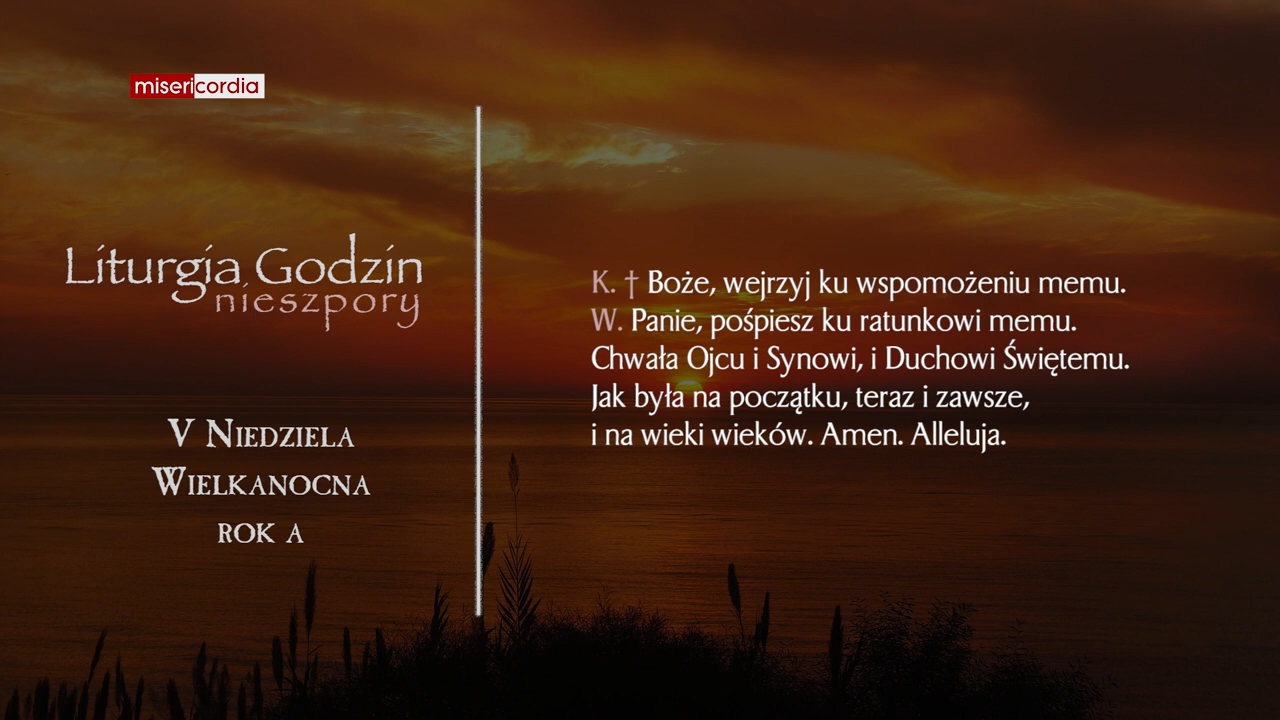 misericordia
Liturgia Godzin
nieszpory
V Niedziela
Wielkanocna
rok a
K. † Boże, wejrzyj ku wspomożeniu memu.
W. Panie, pośpiesz ku ratunkowi memu.
Chwała Ojcu i Synowi, i Duchowi Świętemu.
Jak była na początku, teraz i zawsze,
i na wieki wieków. Amen. Alleluja.